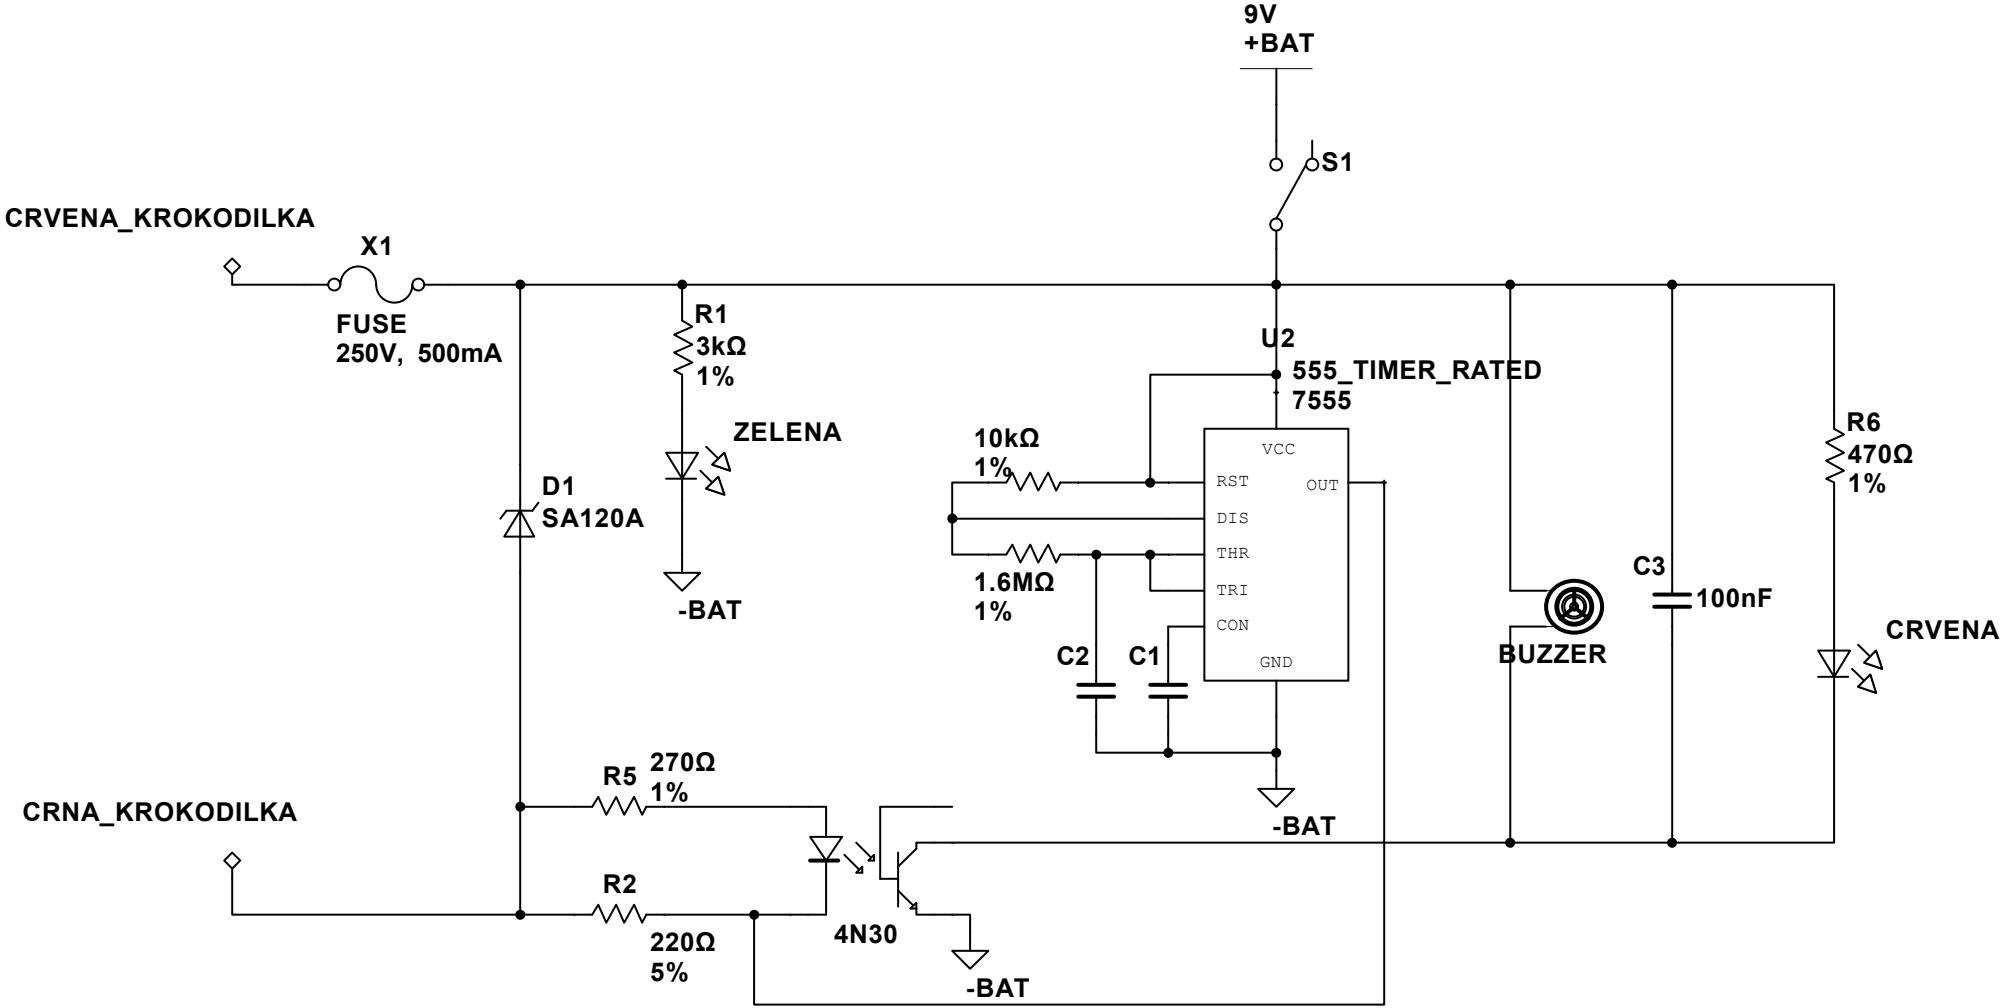 9V
+BAT
S1
CRVENA_KROKODILKA
X1
FUSE
250V, 500mA
R1
3kΩ
1%
U2
555_TIMER_RATED
7555
ZELENA
10kΩ
1%
VCC
RST
OUT
DIS
THR
TRI
CON
GND
R6
470Ω
1%
D1
SA120A
-BAT
1.6MΩ
1%
C3
100nF
CRVENA
BUZZER
C2
C1
R5
270Ω
1%
CRNA_KROKODILKA
-BAT
R2
220Ω
5%
4N30
-BAT